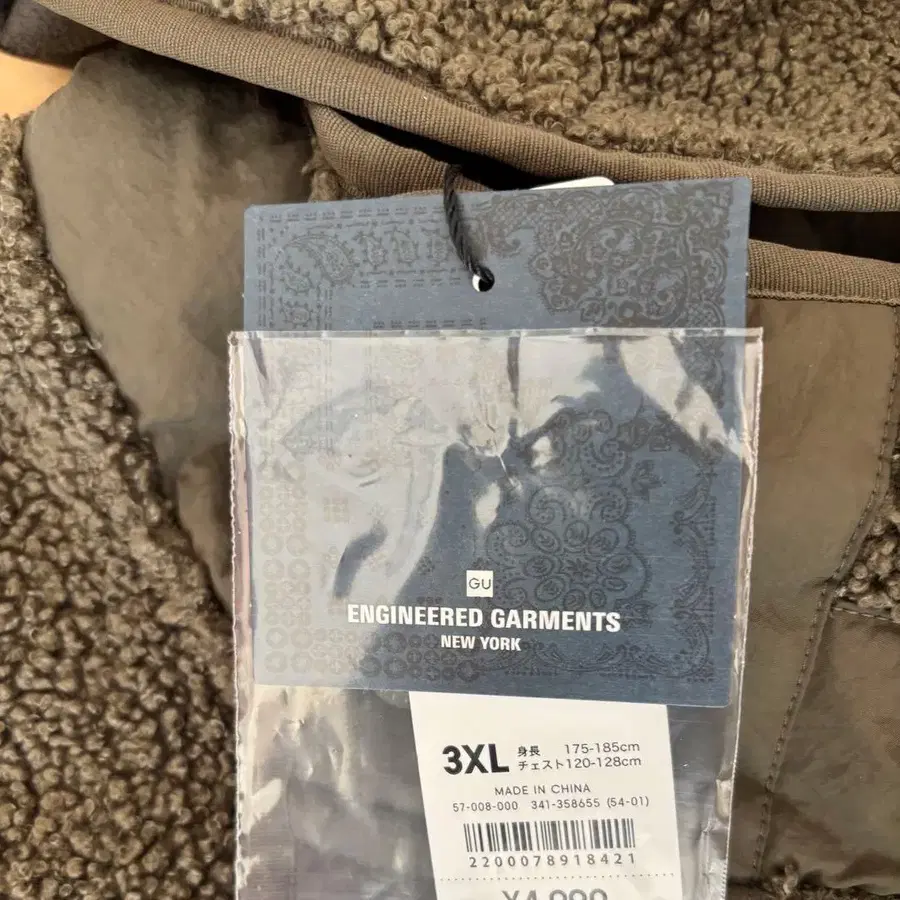 GU
ENGINEERED GARMENTS
NEW YORK
3XL 身長 175-185cm
チェスト120-128cm
MADE IN CHINA
57-008-000 341-358655 (54-01)
2200078918421